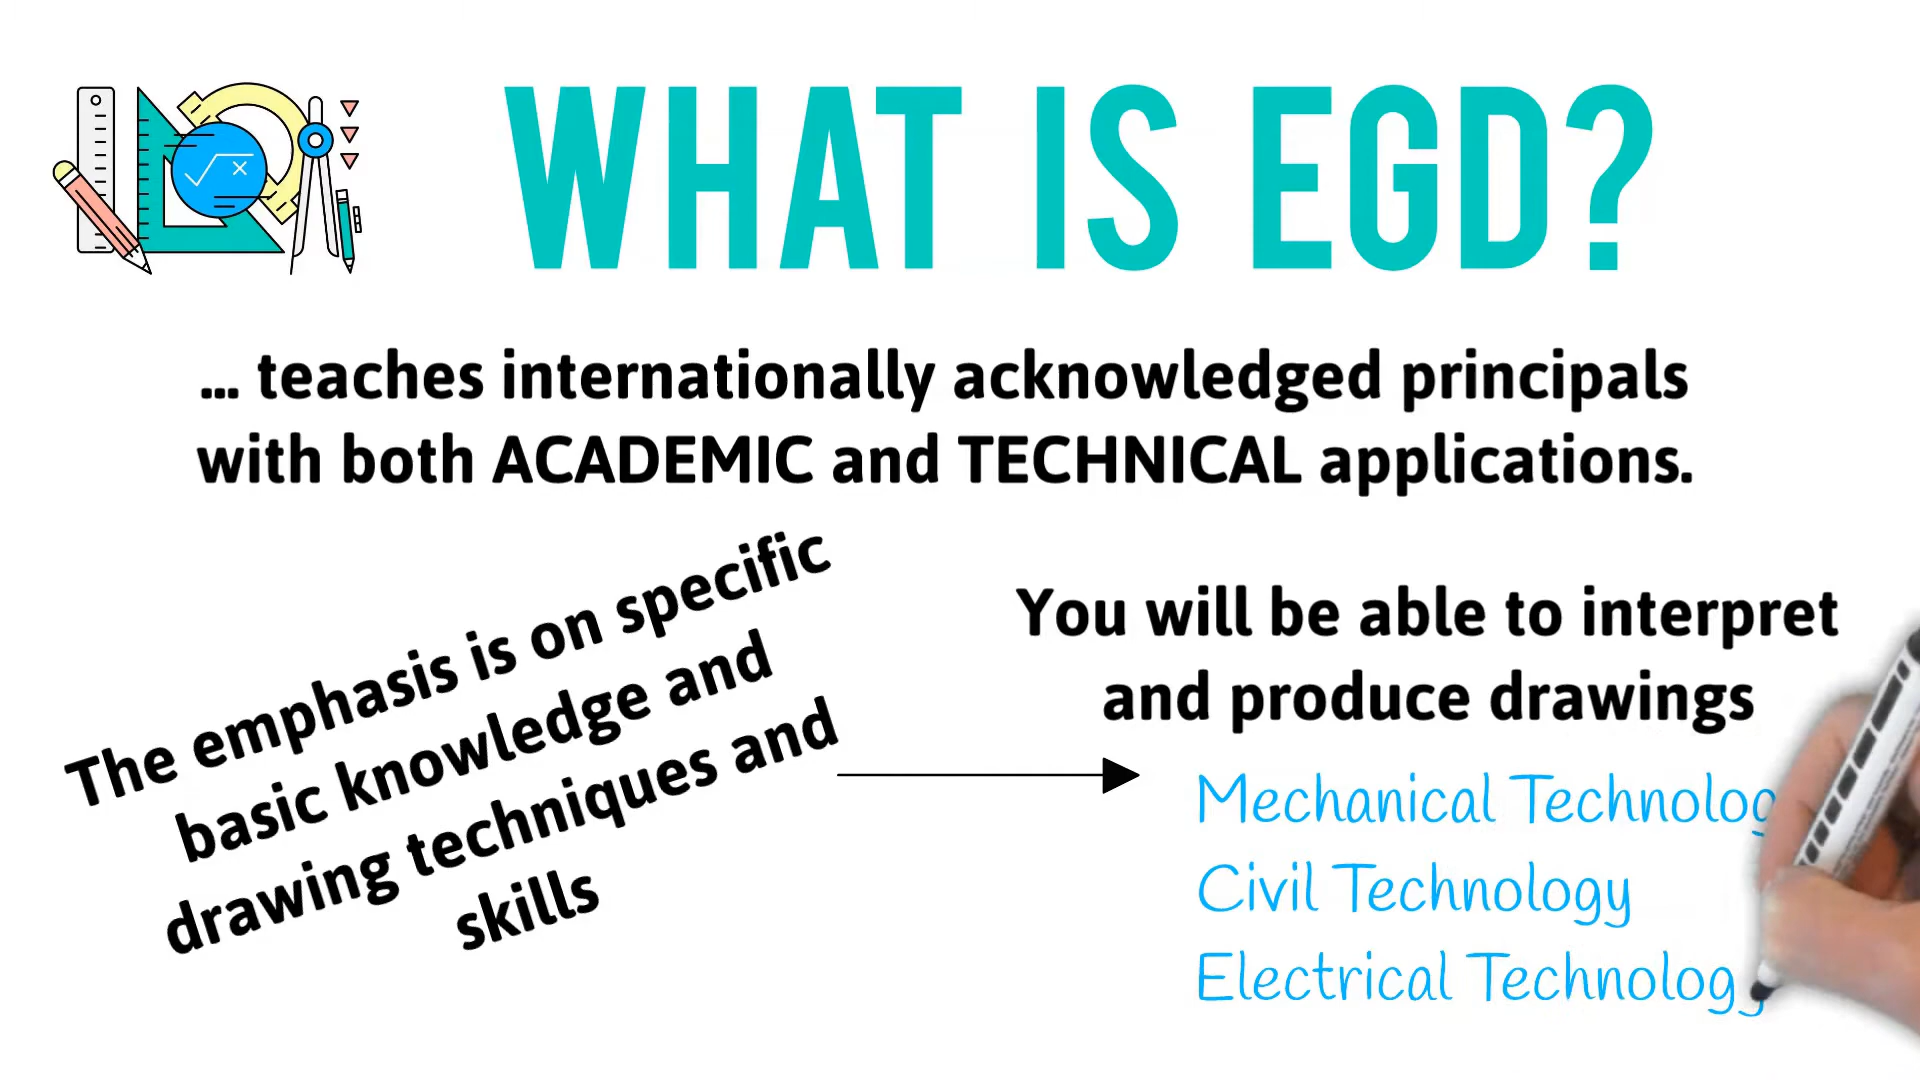 WHAT IS EGD?
... teaches internationally acknowledged principals
with both ACADEMIC and TECHNICAL applications.
The emphasis is on specific
basic knowledge and
drawing techniques and
skills
You will be able to interpret
and produce drawings
Mechanical Technolog
Civil Technology
Electrical Technology